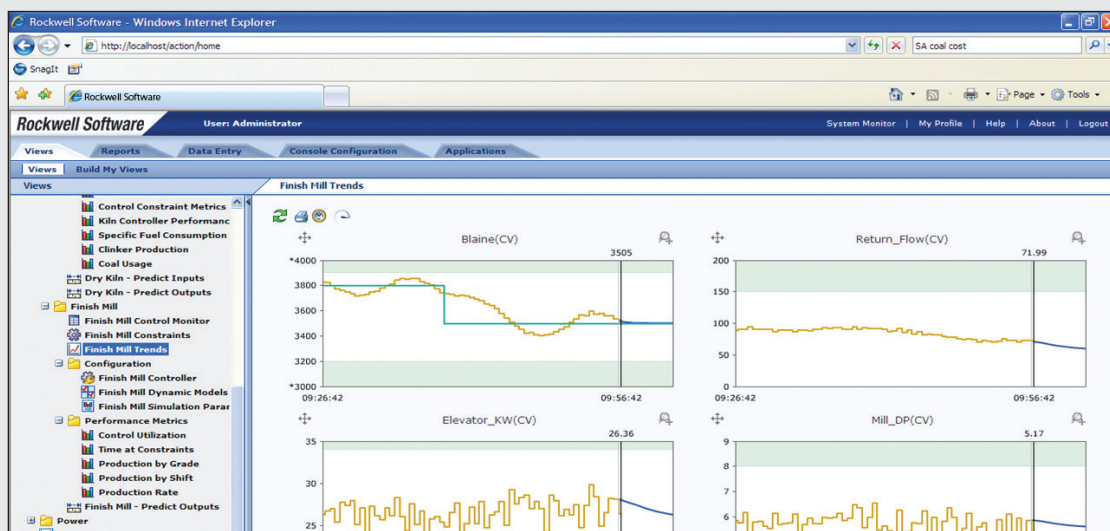 Rockwell Software - Windows Internet Explorer
http://localhost/action/home
SA coal cost
SnagIt
Rockwell Software
Page
Tools
Rockwell Software
User: Administrator
System Monitor | My Profile | Help | About | Logout
Views
Reports
Data Entry
Console Configuration
Applications
Views
Build My Views
Views
Finish Mill Trends
Control Constraint Metrics
Kiln Controller Performanc
Specific Fuel Consumption
Clinker Production
Coal Usage
Dry Kiln - Predict Inputs
Dry Kiln - Predict Outputs
Finish Mill
Finish Mill Control Monitor
Finish Mill Constraints
Finish Mill Trends
Configuration
Finish Mill Controller
Finish Mill Dynamic Models
Finish Mill Simulation Parar
Performance Metrics
Control Utilization
Time at Constraints
Production by Grade
Production by Shift
Production Rate
Finish Mill - Predict Outputs
Power
Blaine(CV)
3505
*4000
3800
3600
3400
3200
*3000
09:26:42
09:56:42
Return_Flow(CV)
71.99
200
150
100
50
0
09:26:42
09:56:42
Elevator_KW(CV)
26.36
35
30
25
Mill_DP(CV)
5.17
9
8
7
6